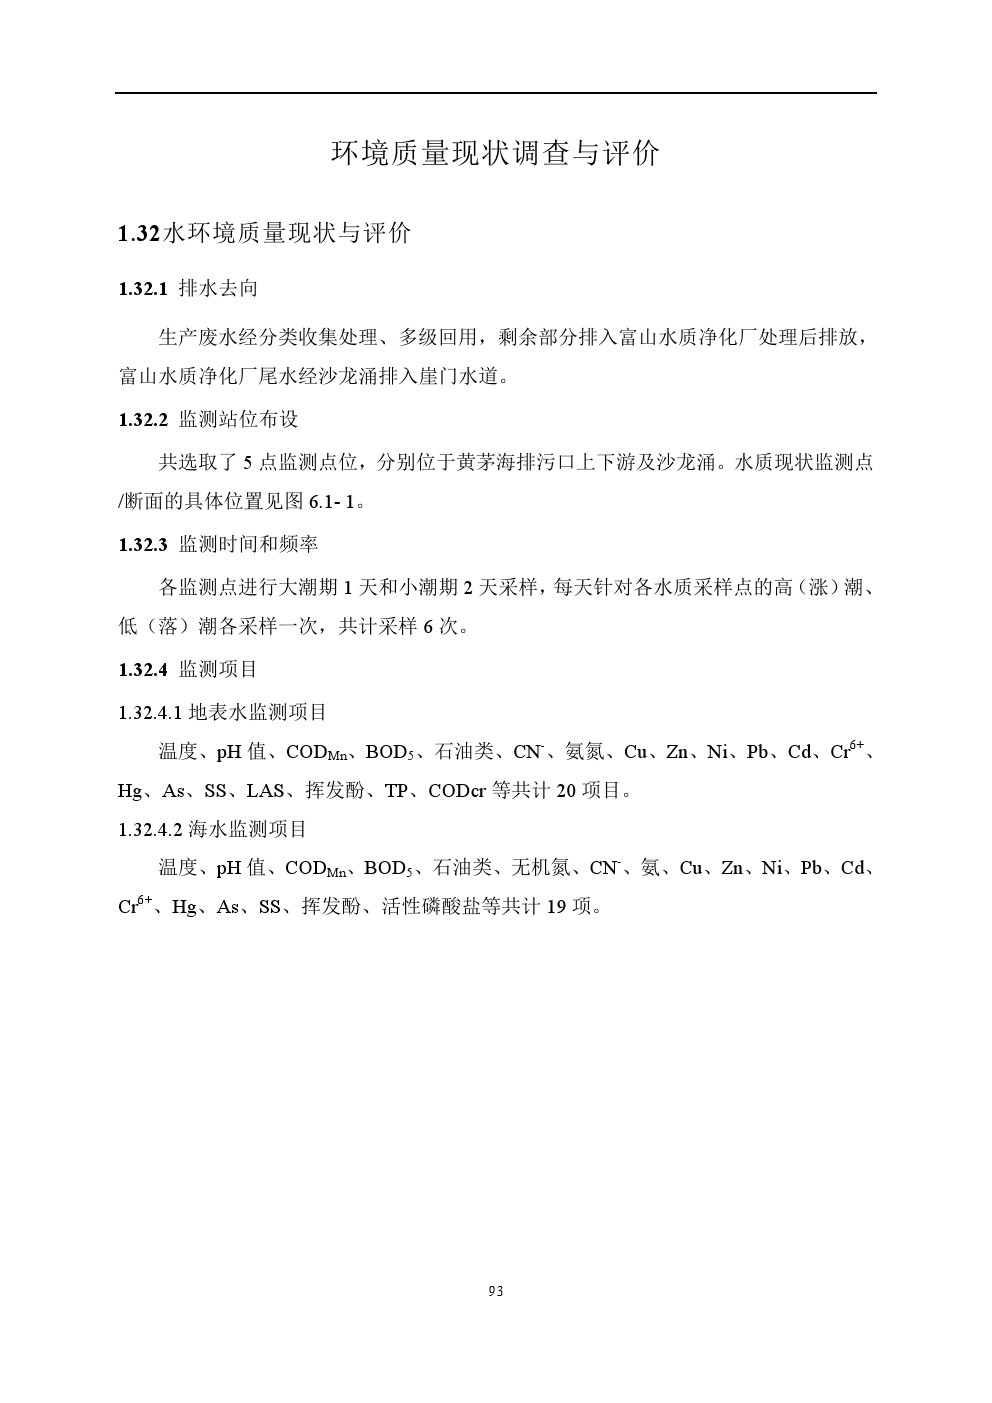 环境质量现状调查与评价
1.32水环境质量现状与评价
1.32.1 排水去向
生产废水经分类收集处理、多级回用，剩余部分排入富山水质净化厂处理后排放，
富山水质净化厂尾水经沙龙涌排入崖门水道。
1.32.2 监测站位布设
共选取了 5 点监测点位，分别位于黄茅海排污口上下游及沙龙涌。水质现状监测点
/断面的具体位置见图 6.1- 1。
1.32.3 监测时间和频率
各监测点进行大潮期 1 天和小潮期 2 天采样，每天针对各水质采样点的高（涨）潮、
低（落）潮各采样一次，共计采样 6 次。
1.32.4 监测项目
1.32.4.1 地表水监测项目
温度、pH 值、COD_Mn、BOD_5、石油类、CN^-、氨氮、Cu、Zn、Ni、Pb、Cd、Cr^6+、
Hg、As、SS、LAS、挥发酚、TP、CODcr 等共计 20 项目。
1.32.4.2 海水监测项目
温度、pH 值、COD_Mn、BOD_5、石油类、无机氮、CN^-、氨、Cu、Zn、Ni、Pb、Cd、
Cr^6+、Hg、As、SS、挥发酚、活性磷酸盐等共计 19 项。
93